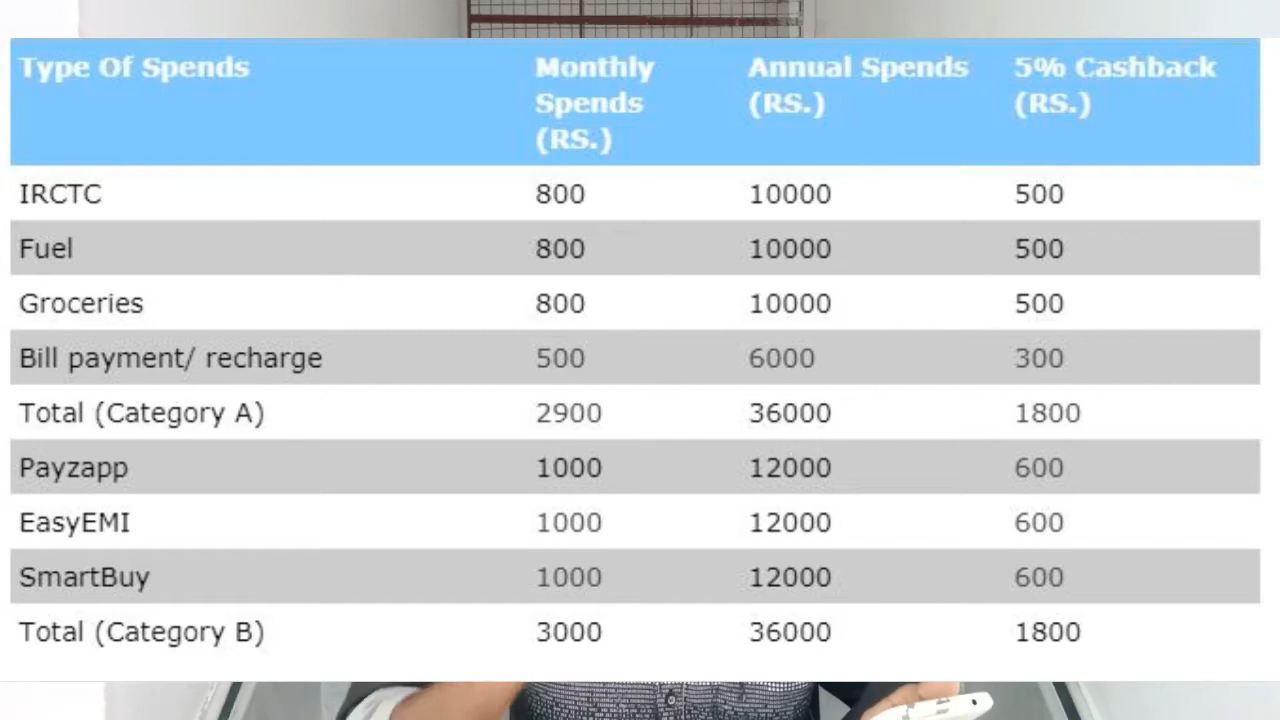 Type Of Spends Monthly Spends (RS.) Annual Spends (RS.) 5% Cashback (RS.)
IRCTC 800 10000 500
Fuel 800 10000 500
Groceries 800 10000 500
Bill payment/ recharge 500 6000 300
Total (Category A) 2900 36000 1800
Payzapp 1000 12000 600
EasyEMI 1000 12000 600
SmartBuy 1000 12000 600
Total (Category B) 3000 36000 1800